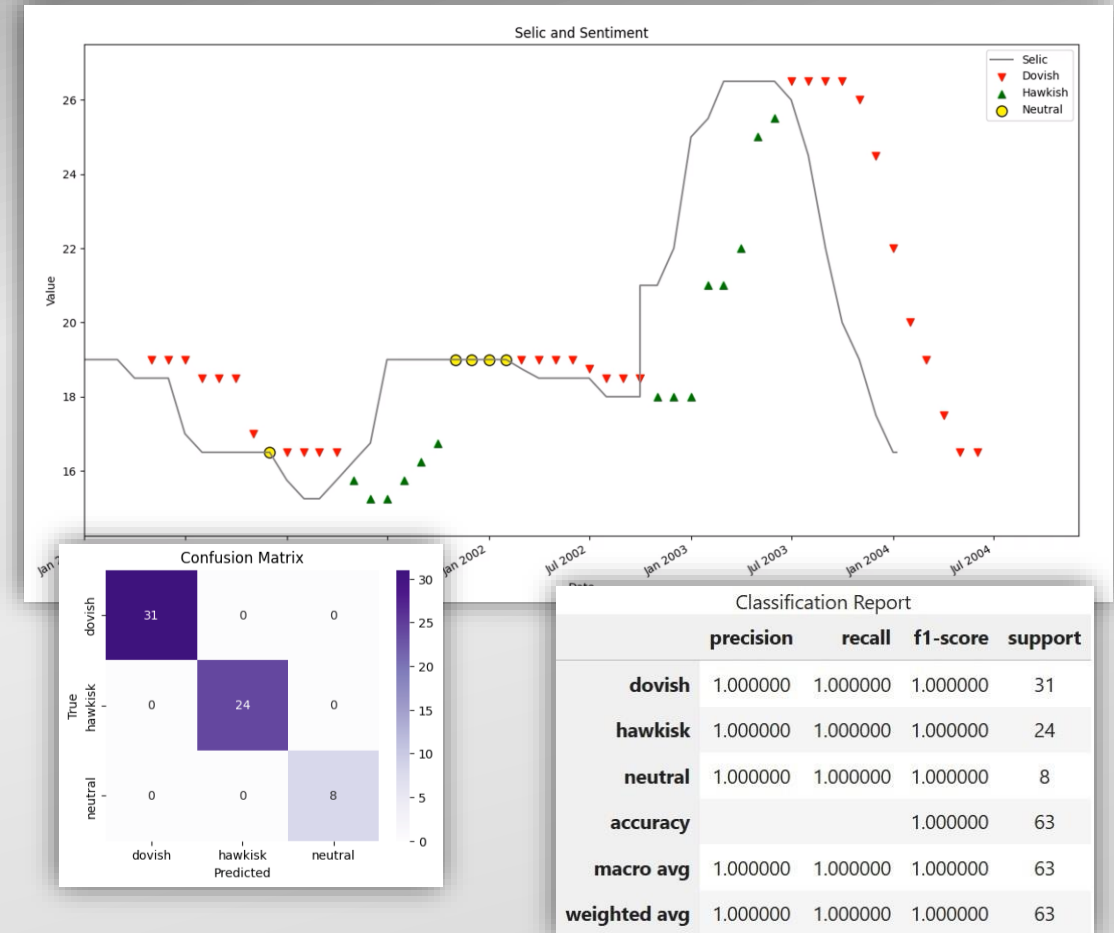 Selic and Sentiment
Selic
Dovish
Hawkish
Neutral
Value
26
24
22
20
18
16
Jan 2002
Jul 2002
Jan 2003
Jul 2003
Jan 2004
Jul 2004
Confusion Matrix
True
dovish
hawkisk
neutral
31 0 0
0 24 0
0 0 8
dovish hawkisk neutral
Predicted
30
25
20
15
10
5
0
Classification Report
precision recall f1-score support
dovish 1.000000 1.000000 1.000000 31
hawkisk 1.000000 1.000000 1.000000 24
neutral 1.000000 1.000000 1.000000 8
accuracy 1.000000 63
macro avg 1.000000 1.000000 1.000000 63
weighted avg 1.000000 1.000000 1.000000 63